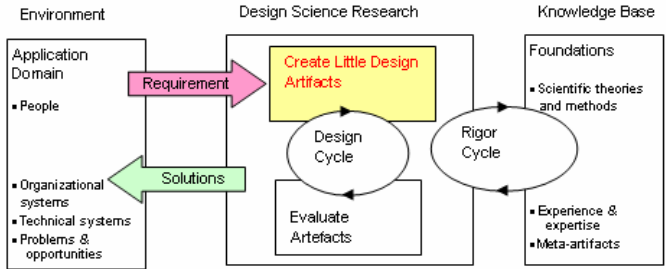 Environment
Design Science Research
Knowledge Base
Application
Domain
▪ People
▪ Organizational
systems
▪ Technical systems
▪ Problems &
opportunities
Requirement
Solutions
Create Little Design
Artifacts
Design
Cycle
Evaluate
Artefacts
Rigor
Cycle
Foundations
▪ Scientific theories
and methods
▪ Experience &
expertise
▪ Meta-artifacts